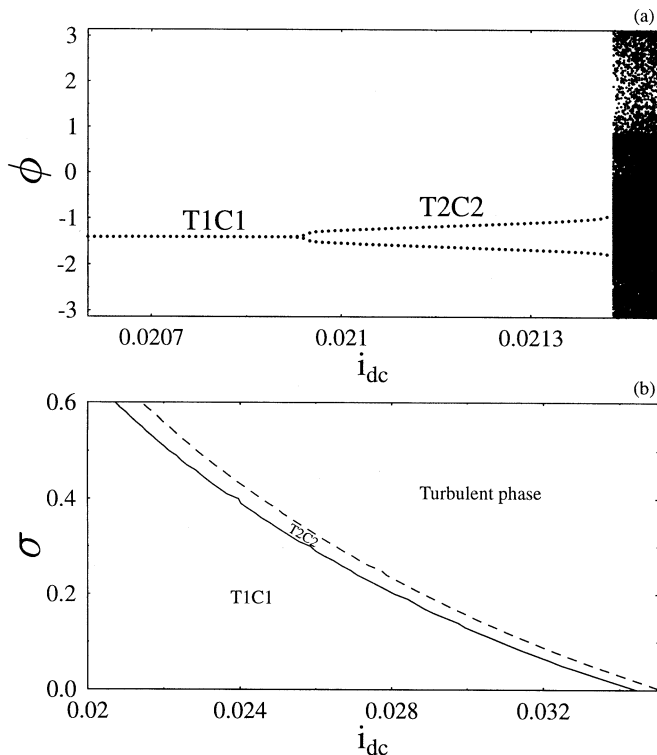 (a)
3
2
1
0
-1
-2
-3
ϕ
T1C1
T2C2
0.0207
0.021
0.0213
i_dc
(b)
0.6
0.4
0.2
0.0
σ
Turbulent phase
T2C2
T1C1
0.02
0.024
0.028
0.032
i_dc